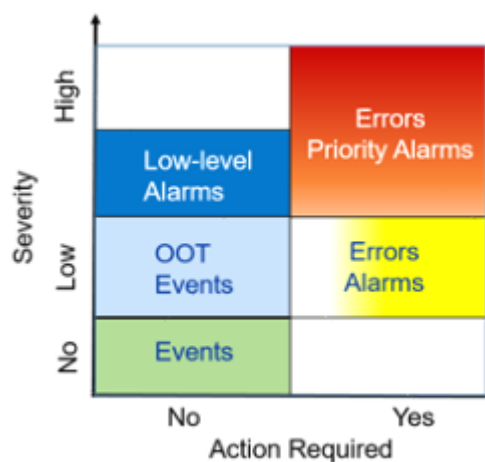 High
Errors
Priority Alarms
Low-level
Alarms
Severity
Low
OOT
Events
Errors
Alarms
No
Events
No
Yes
Action Required